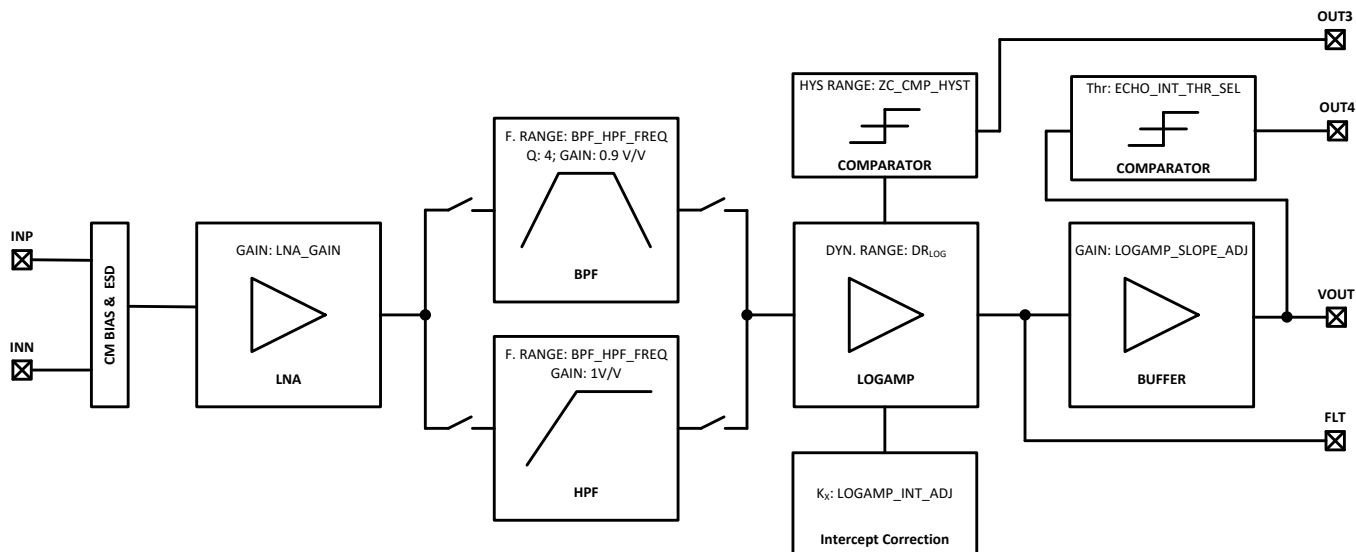 OUT3
HYS RANGE: ZC_CMP_HYST
COMPARATOR
Thr: ECHO_INT_THR_SEL
COMPARATOR
OUT4
F. RANGE: BPF_HPF_FREQ
Q: 4; GAIN: 0.9 V/V
BPF
INP
INN
CM BIAS & ESD
GAIN: LNA_GAIN
LNA
DYN. RANGE: DRLOG
LOGAMP
GAIN: LOGAMP_SLOPE_ADJ
BUFFER
VOUT
F. RANGE: BPF_HPF_FREQ
GAIN: 1V/V
HPF
FLT
KX: LOGAMP_INT_ADJ
Intercept Correction